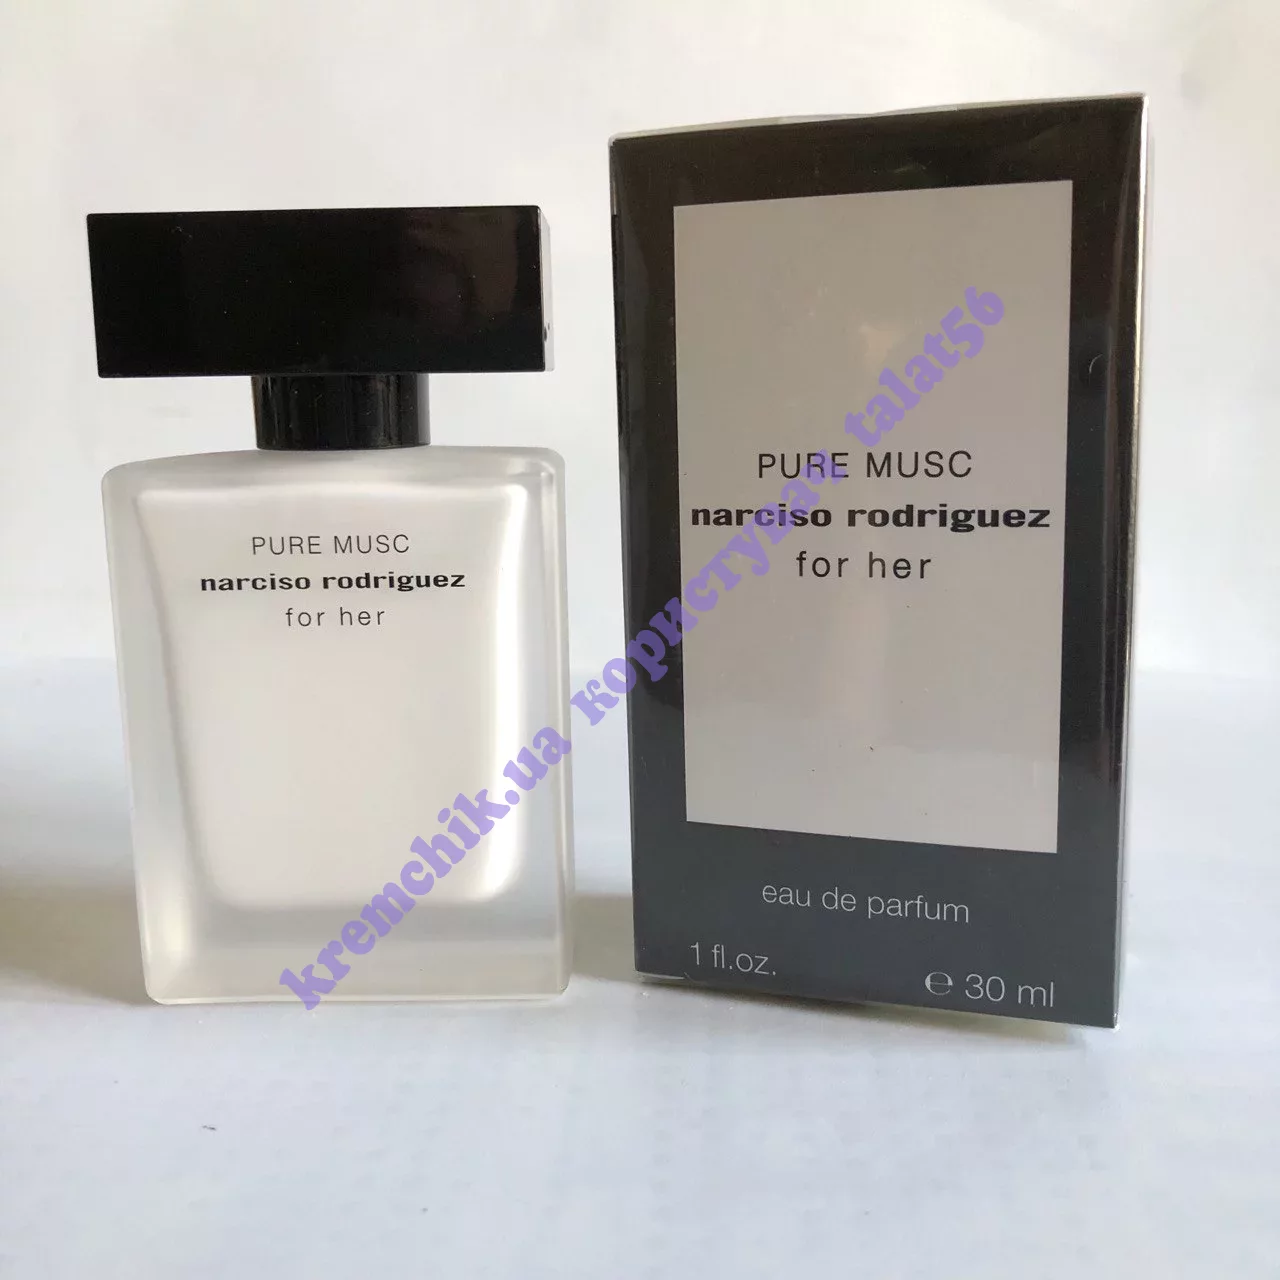 PURE MUSC
narciso rodriguez
for her
PURE MUSC
narciso rodriguez
for her
eau de parfum
1 fl.oz.
℮ 30 ml
kremchik.ua користувач talat56